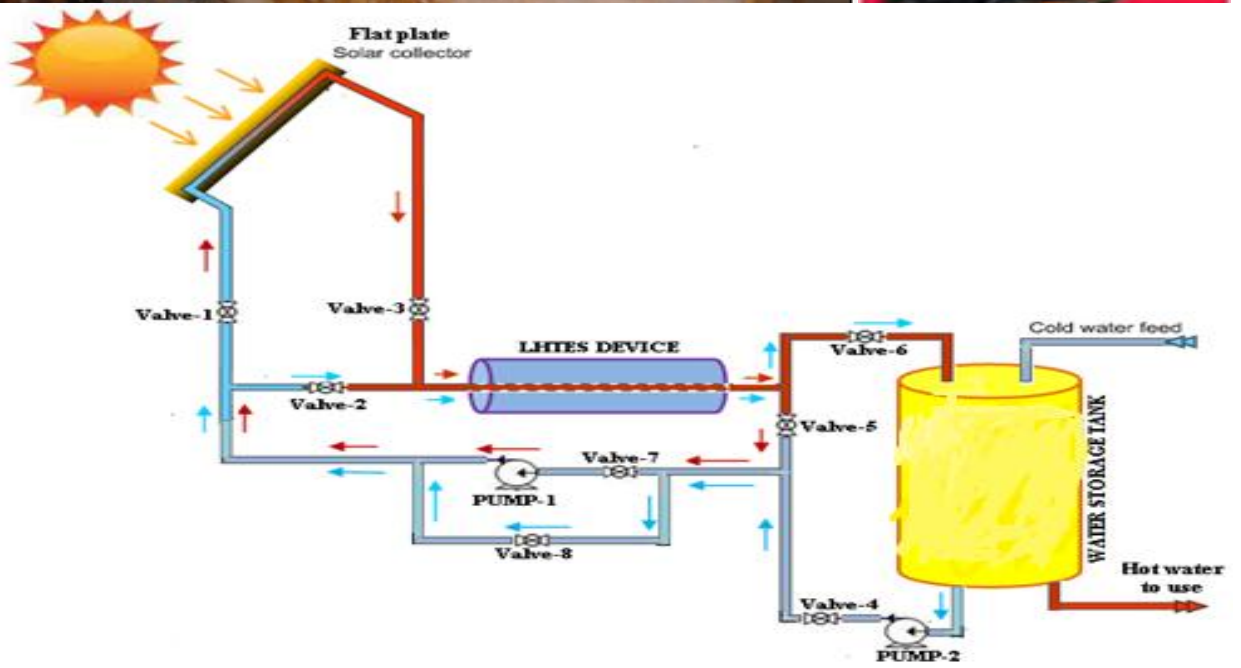 Flat plate
Solar collector
Valve-1
Valve-3
LHTES DEVICE
Valve-6
Cold water feed
Valve-2
Valve-5
Valve-7
PUMP-1
Valve-8
WATER STORAGE TANK
Hot water
to use
Valve-4
PUMP-2